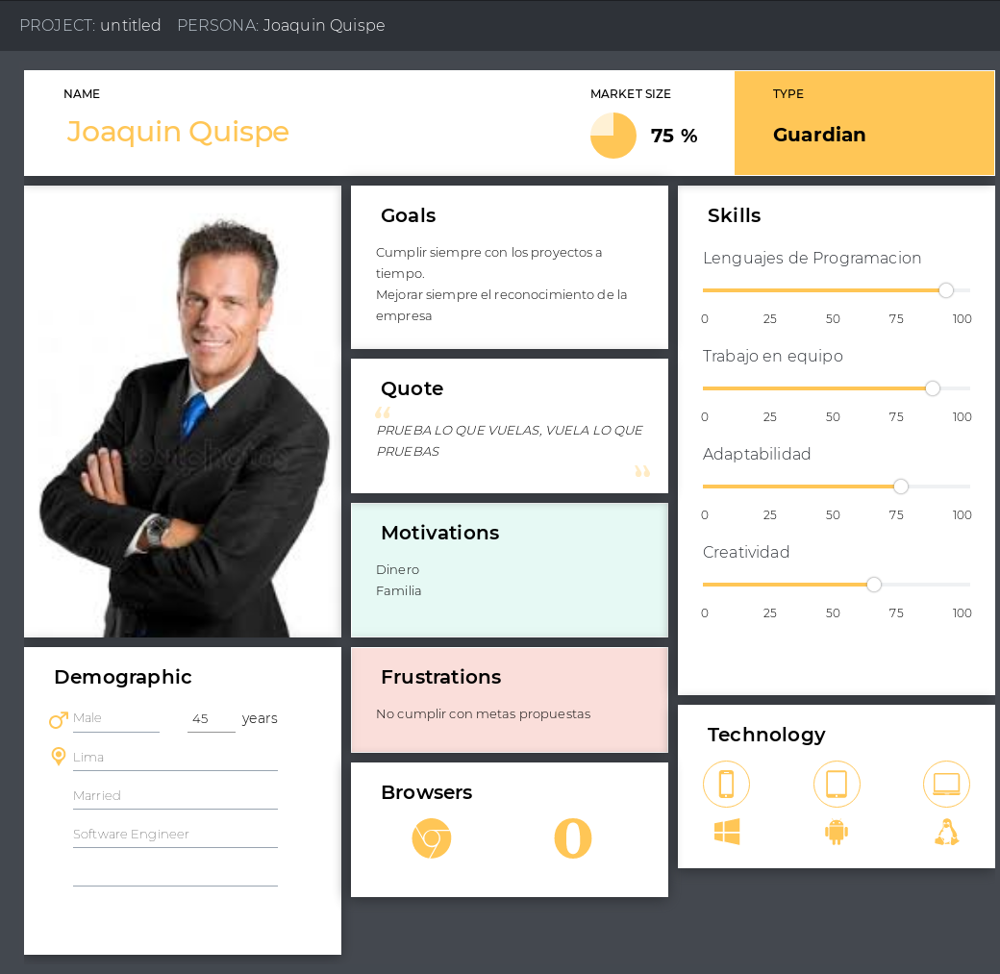 PROJECT: untitled PERSONA: Joaquin Quispe
NAME
Joaquin Quispe
MARKET SIZE
75 %
TYPE
Guardian
Goals
Cumplir siempre con los proyectos a
tiempo.
Mejorar siempre el reconocimiento de la
empresa
Quote
“
PRUEBA LO QUE VUELAS, VUELA LO QUE
PRUEBAS
”
Motivations
Dinero
Familia
Frustrations
No cumplir con metas propuestas
Browsers
Skills
Lenguajes de Programacion
0 25 50 75 100
Trabajo en equipo
0 25 50 75 100
Adaptabilidad
0 25 50 75 100
Creatividad
0 25 50 75 100
Technology
Demographic
Male 45 years
Lima
Married
Software Engineer